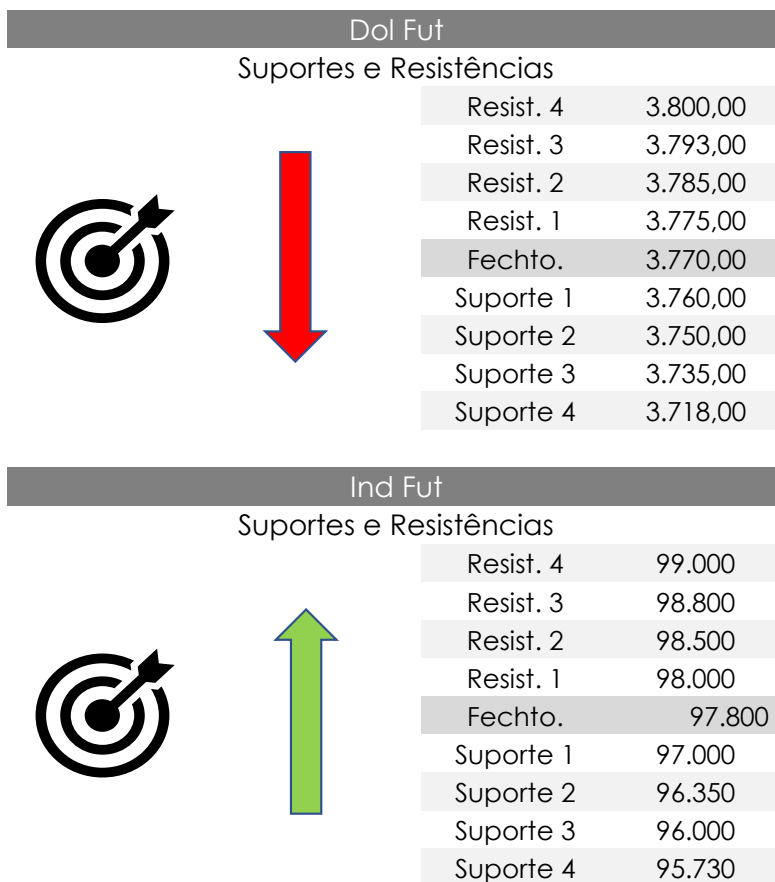 Dol Fut
Suportes e Resistências
Resist. 4 3.800,00
Resist. 3 3.793,00
Resist. 2 3.785,00
Resist. 1 3.775,00
Fechto. 3.770,00
Suporte 1 3.760,00
Suporte 2 3.750,00
Suporte 3 3.735,00
Suporte 4 3.718,00
Ind Fut
Suportes e Resistências
Resist. 4 99.000
Resist. 3 98.800
Resist. 2 98.500
Resist. 1 98.000
Fechto. 97.800
Suporte 1 97.000
Suporte 2 96.350
Suporte 3 96.000
Suporte 4 95.730